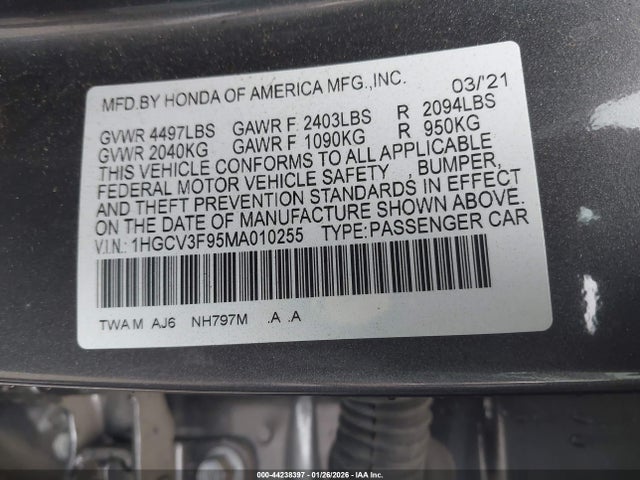 MFD.BY HONDA OF AMERICA MFG.,INC. 03/'21
GVWR 4497LBS GAWR F 2403LBS R 2094LBS
GVWR 2040KG GAWR F 1090KG R 950KG
THIS VEHICLE CONFORMS TO ALL APPLICABLE
FEDERAL MOTOR VEHICLE SAFETY , BUMPER,
AND THEFT PREVENTION STANDARDS IN EFFECT
ON THE DATE OF MANUFACTURE SHOWN ABOVE.
V.I.N.: 1HGCV3F95MA010255 TYPE:PASSENGER CAR
TWA M AJ6 NH797M .A .A
000-44238397 | 01/26/2026 | IAA Inc.